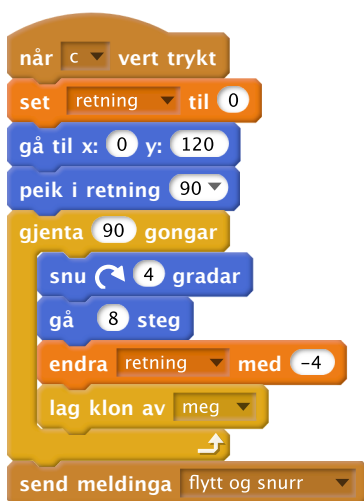 når c vert trykt
set retning til 0
gå til x: 0 y: 120
peik i retning 90
gjenta 90 gongar
snu 4 gradar
gå 8 steg
endra retning med -4
lag klon av meg
send meldinga flytt og snurr